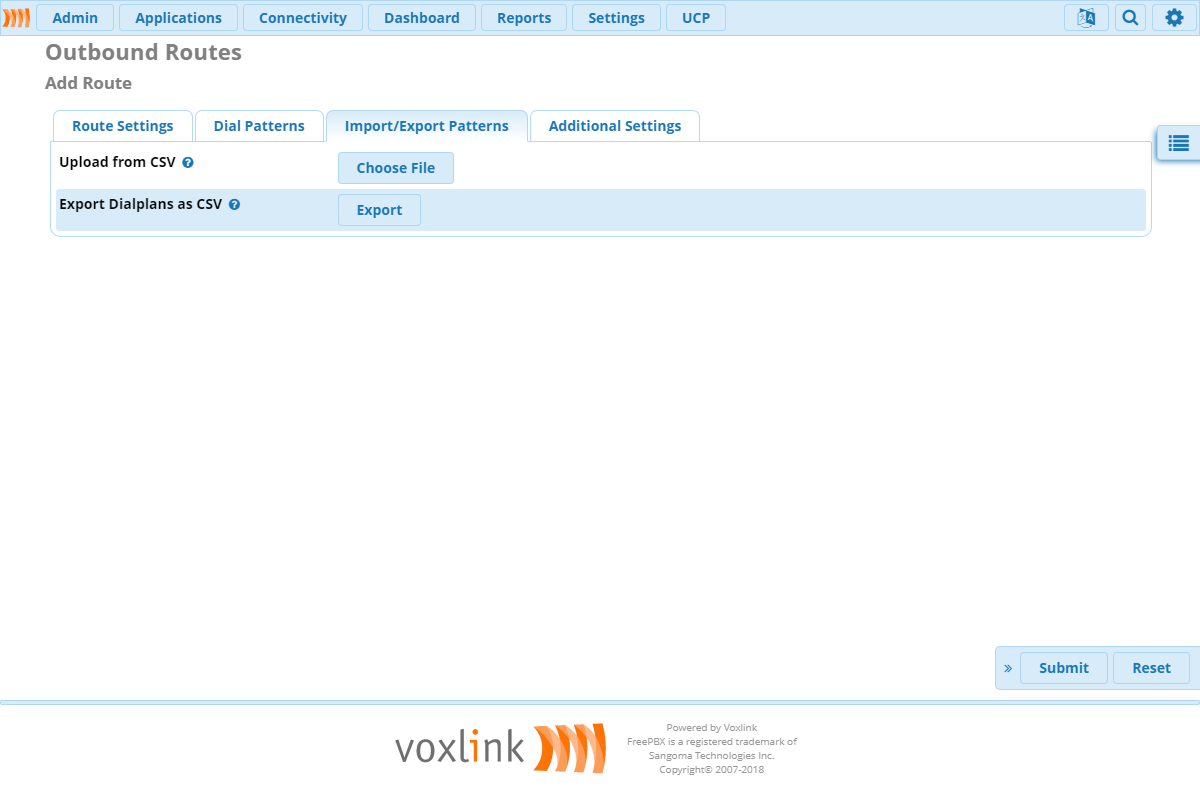 Admin Applications Connectivity Dashboard Reports Settings UCP
Outbound Routes
Add Route
Route Settings Dial Patterns Import/Export Patterns Additional Settings
Upload from CSV Choose File
Export Dialplans as CSV Export
» Submit Reset
voxlink
Powered by Voxlink
FreePBX is a registered trademark of
Sangoma Technologies Inc.
Copyright© 2007-2018